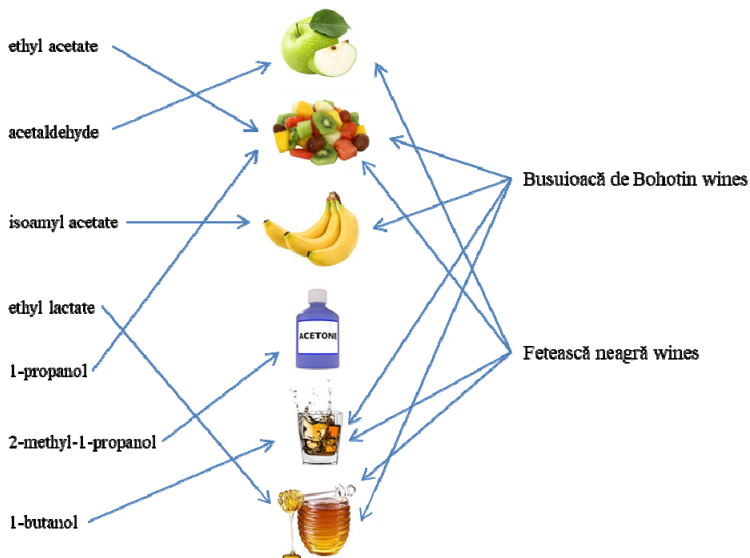 ethyl acetate
acetaldehyde
isoamyl acetate
ethyl lactate
1-propanol
2-methyl-1-propanol
1-butanol
ACETONE
Busuioacă de Bohotin wines
Fetească neagră wines